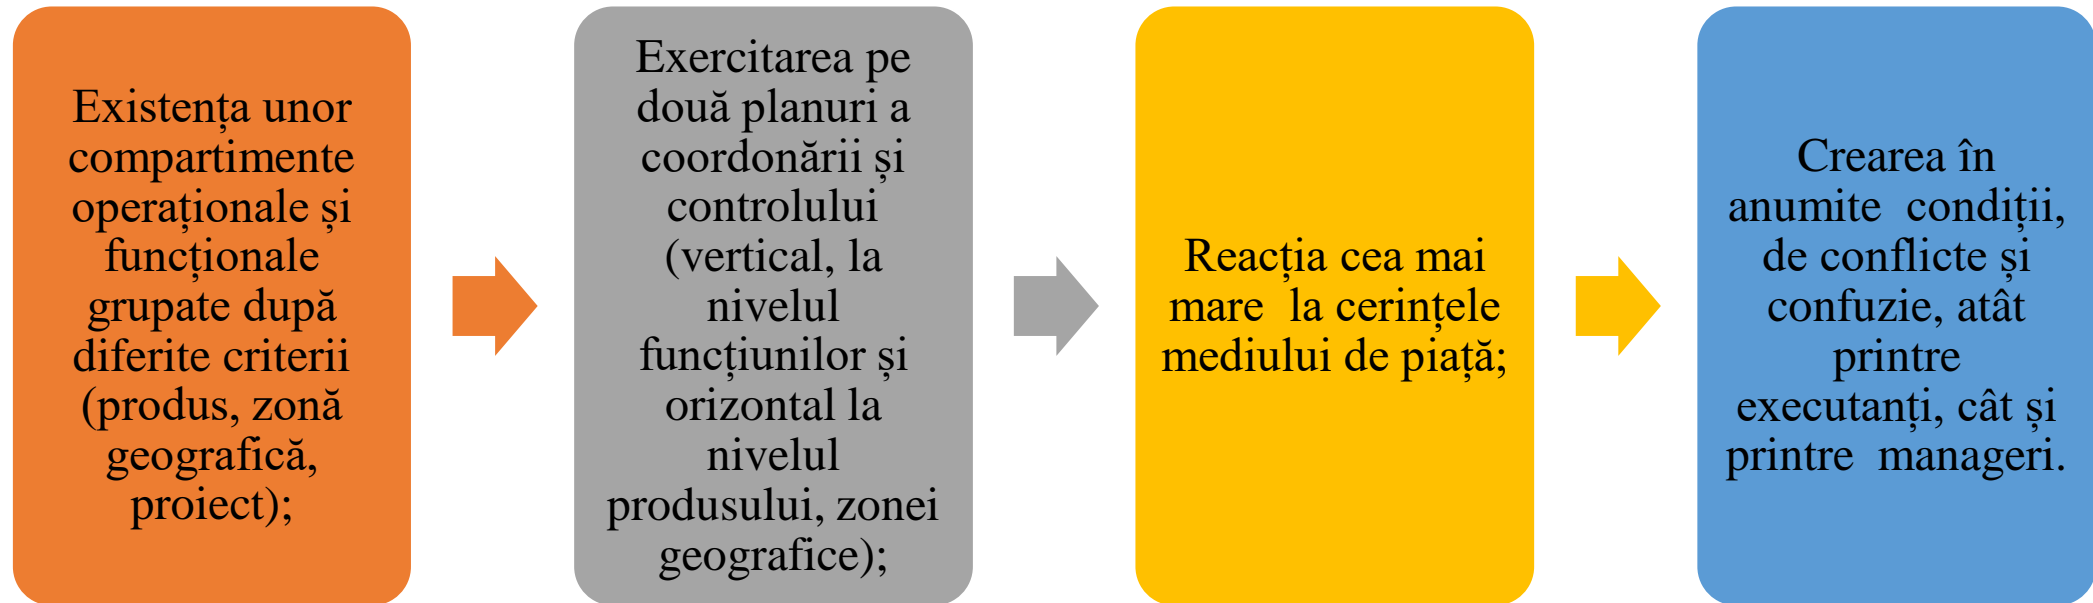 Existența unor
compartimente
operaționale și
funcționale
grupate după
diferite criterii
(produs, zonă
geografică,
proiect);
Exercitarea pe
două planuri a
coordonării și
controlului
(vertical, la
nivelul
funcțiunilor și
orizontal la
nivelul
produsului, zonei
geografice);
Reacția cea mai
mare  la cerințele
mediului de piață;
Crearea în
anumite  condiții,
de conflicte și
confuzie, atât
printre
executanți, cât și
printre  manageri.